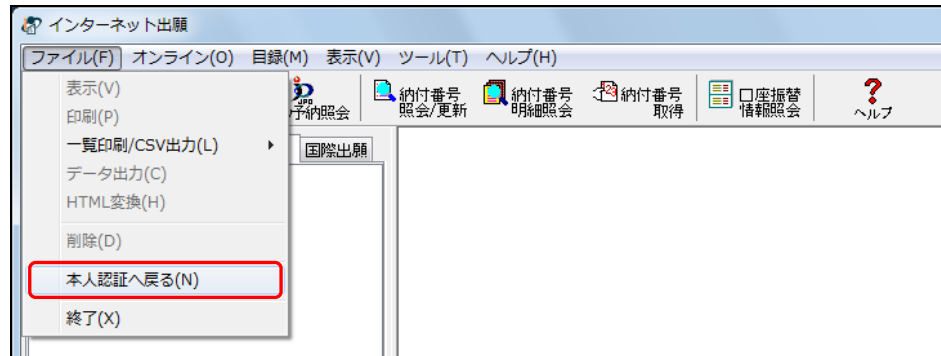 インターネット出願
ファイル(F) オンライン(O) 目録(M) 表示(V) ツール(T) ヘルプ(H)
表示(V)
印刷(P)
一覧印刷/CSV出力(L)
データ出力(C)
HTML変換(H)
削除(D)
本人認証へ戻る(N)
終了(X)
JPO
予納照会
納付番号
照会/更新
納付番号
明細照会
納付番号
取得
口座振替
情報照会
ヘルプ
国際出願